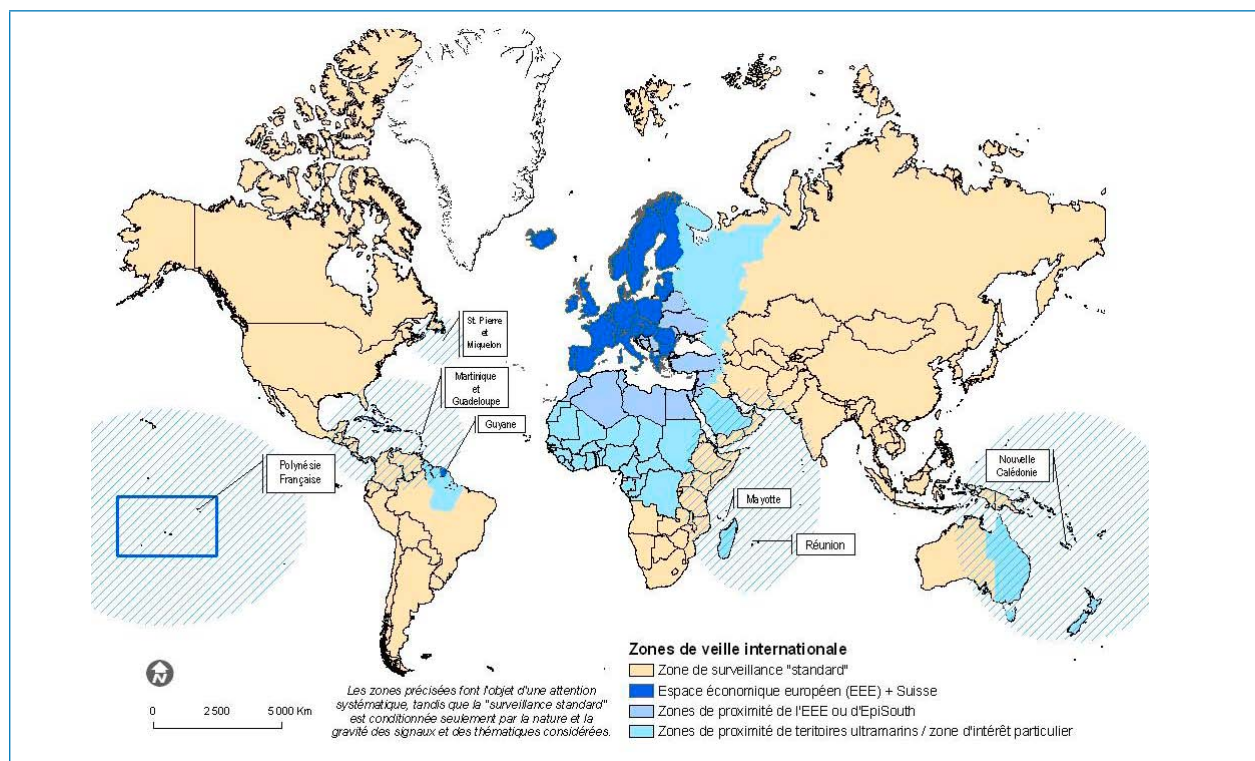 St. Pierre
et
Miquelon
Martinique
et
Guadeloupe
Guyane
Polynésie
Française
Nouvelle
Calédonie
Mayotte
Réunion
N
0 2 500 5 000 Km
Les zones précisées font l'objet d'une attention
systématique, tandis que la "surveillance standard"
est conditionnée seulement par la nature et la
gravité des signaux et des thématiques considérées.
Zones de veille internationale
Zone de surveillance "standard"
Espace économique européen (EEE) + Suisse
Zones de proximité de l'EEE ou d'EpiSouth
Zones de proximité de teritoires ultramarins / zone d'intérêt particulier